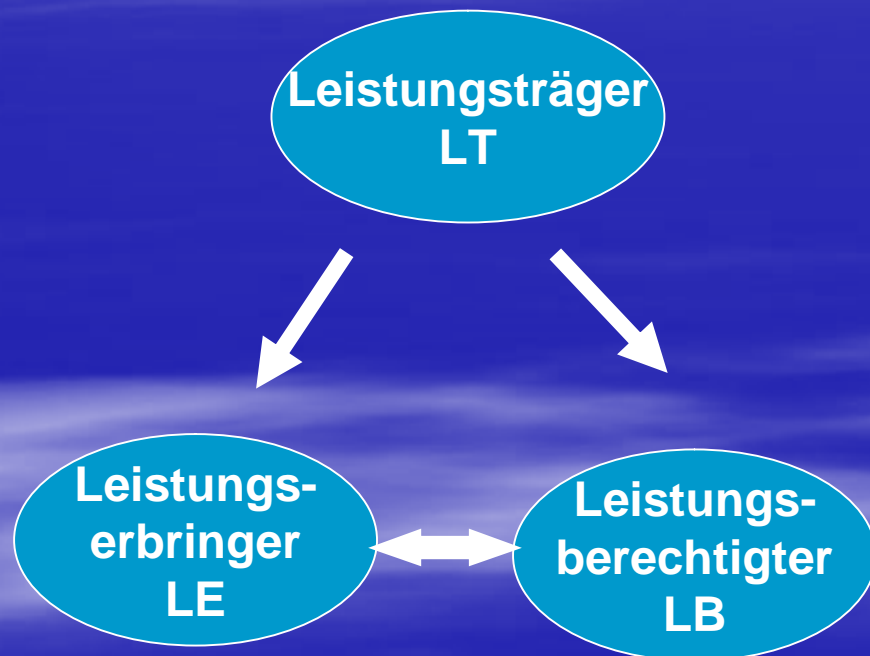 Leistungsträger
LT
Leistungs-
erbringer
LE
Leistungs-
berechtigter
LB